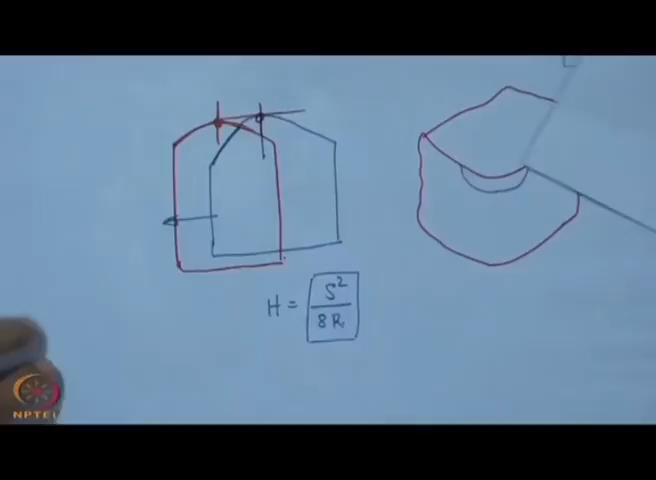 H = S²/8R
NPTEL